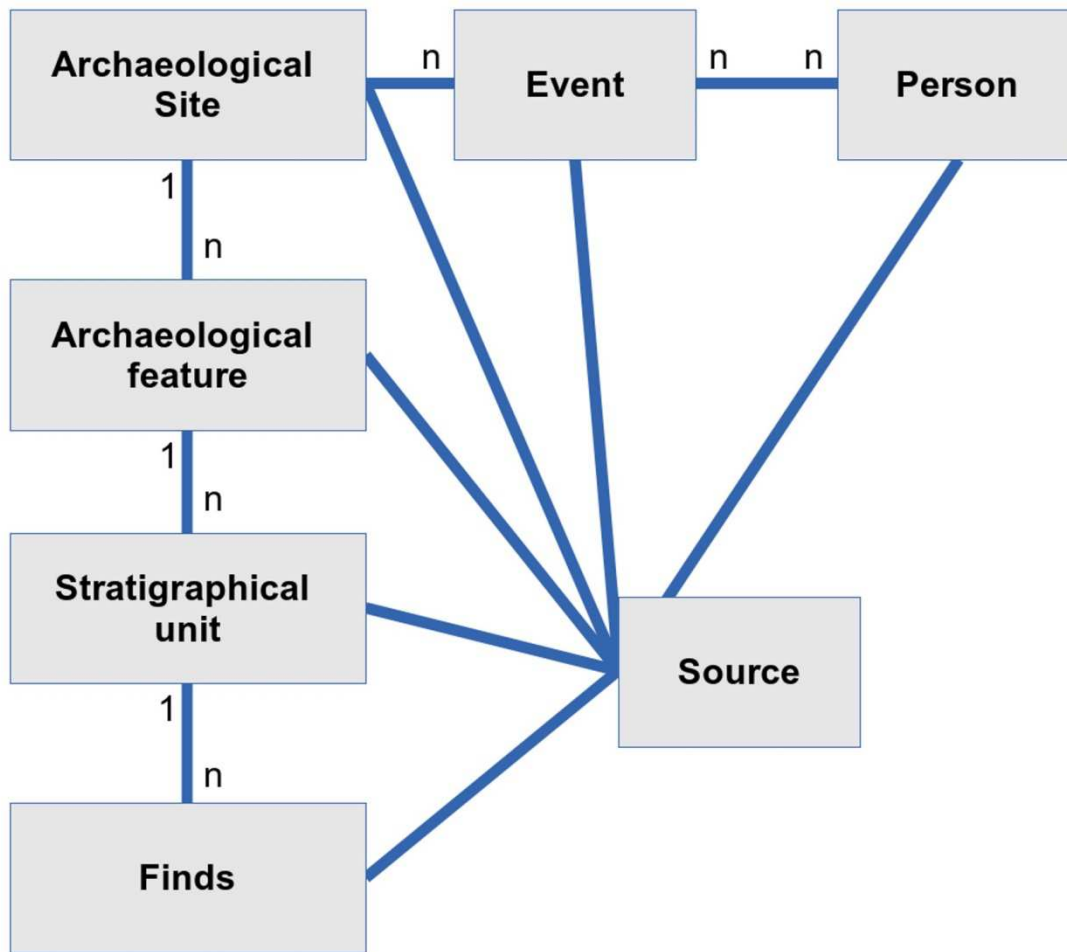 Archaeological
Site
n
Event
n
n
Person
1
n
Archaeological
feature
1
n
Stratigraphical
unit
Source
1
n
Finds